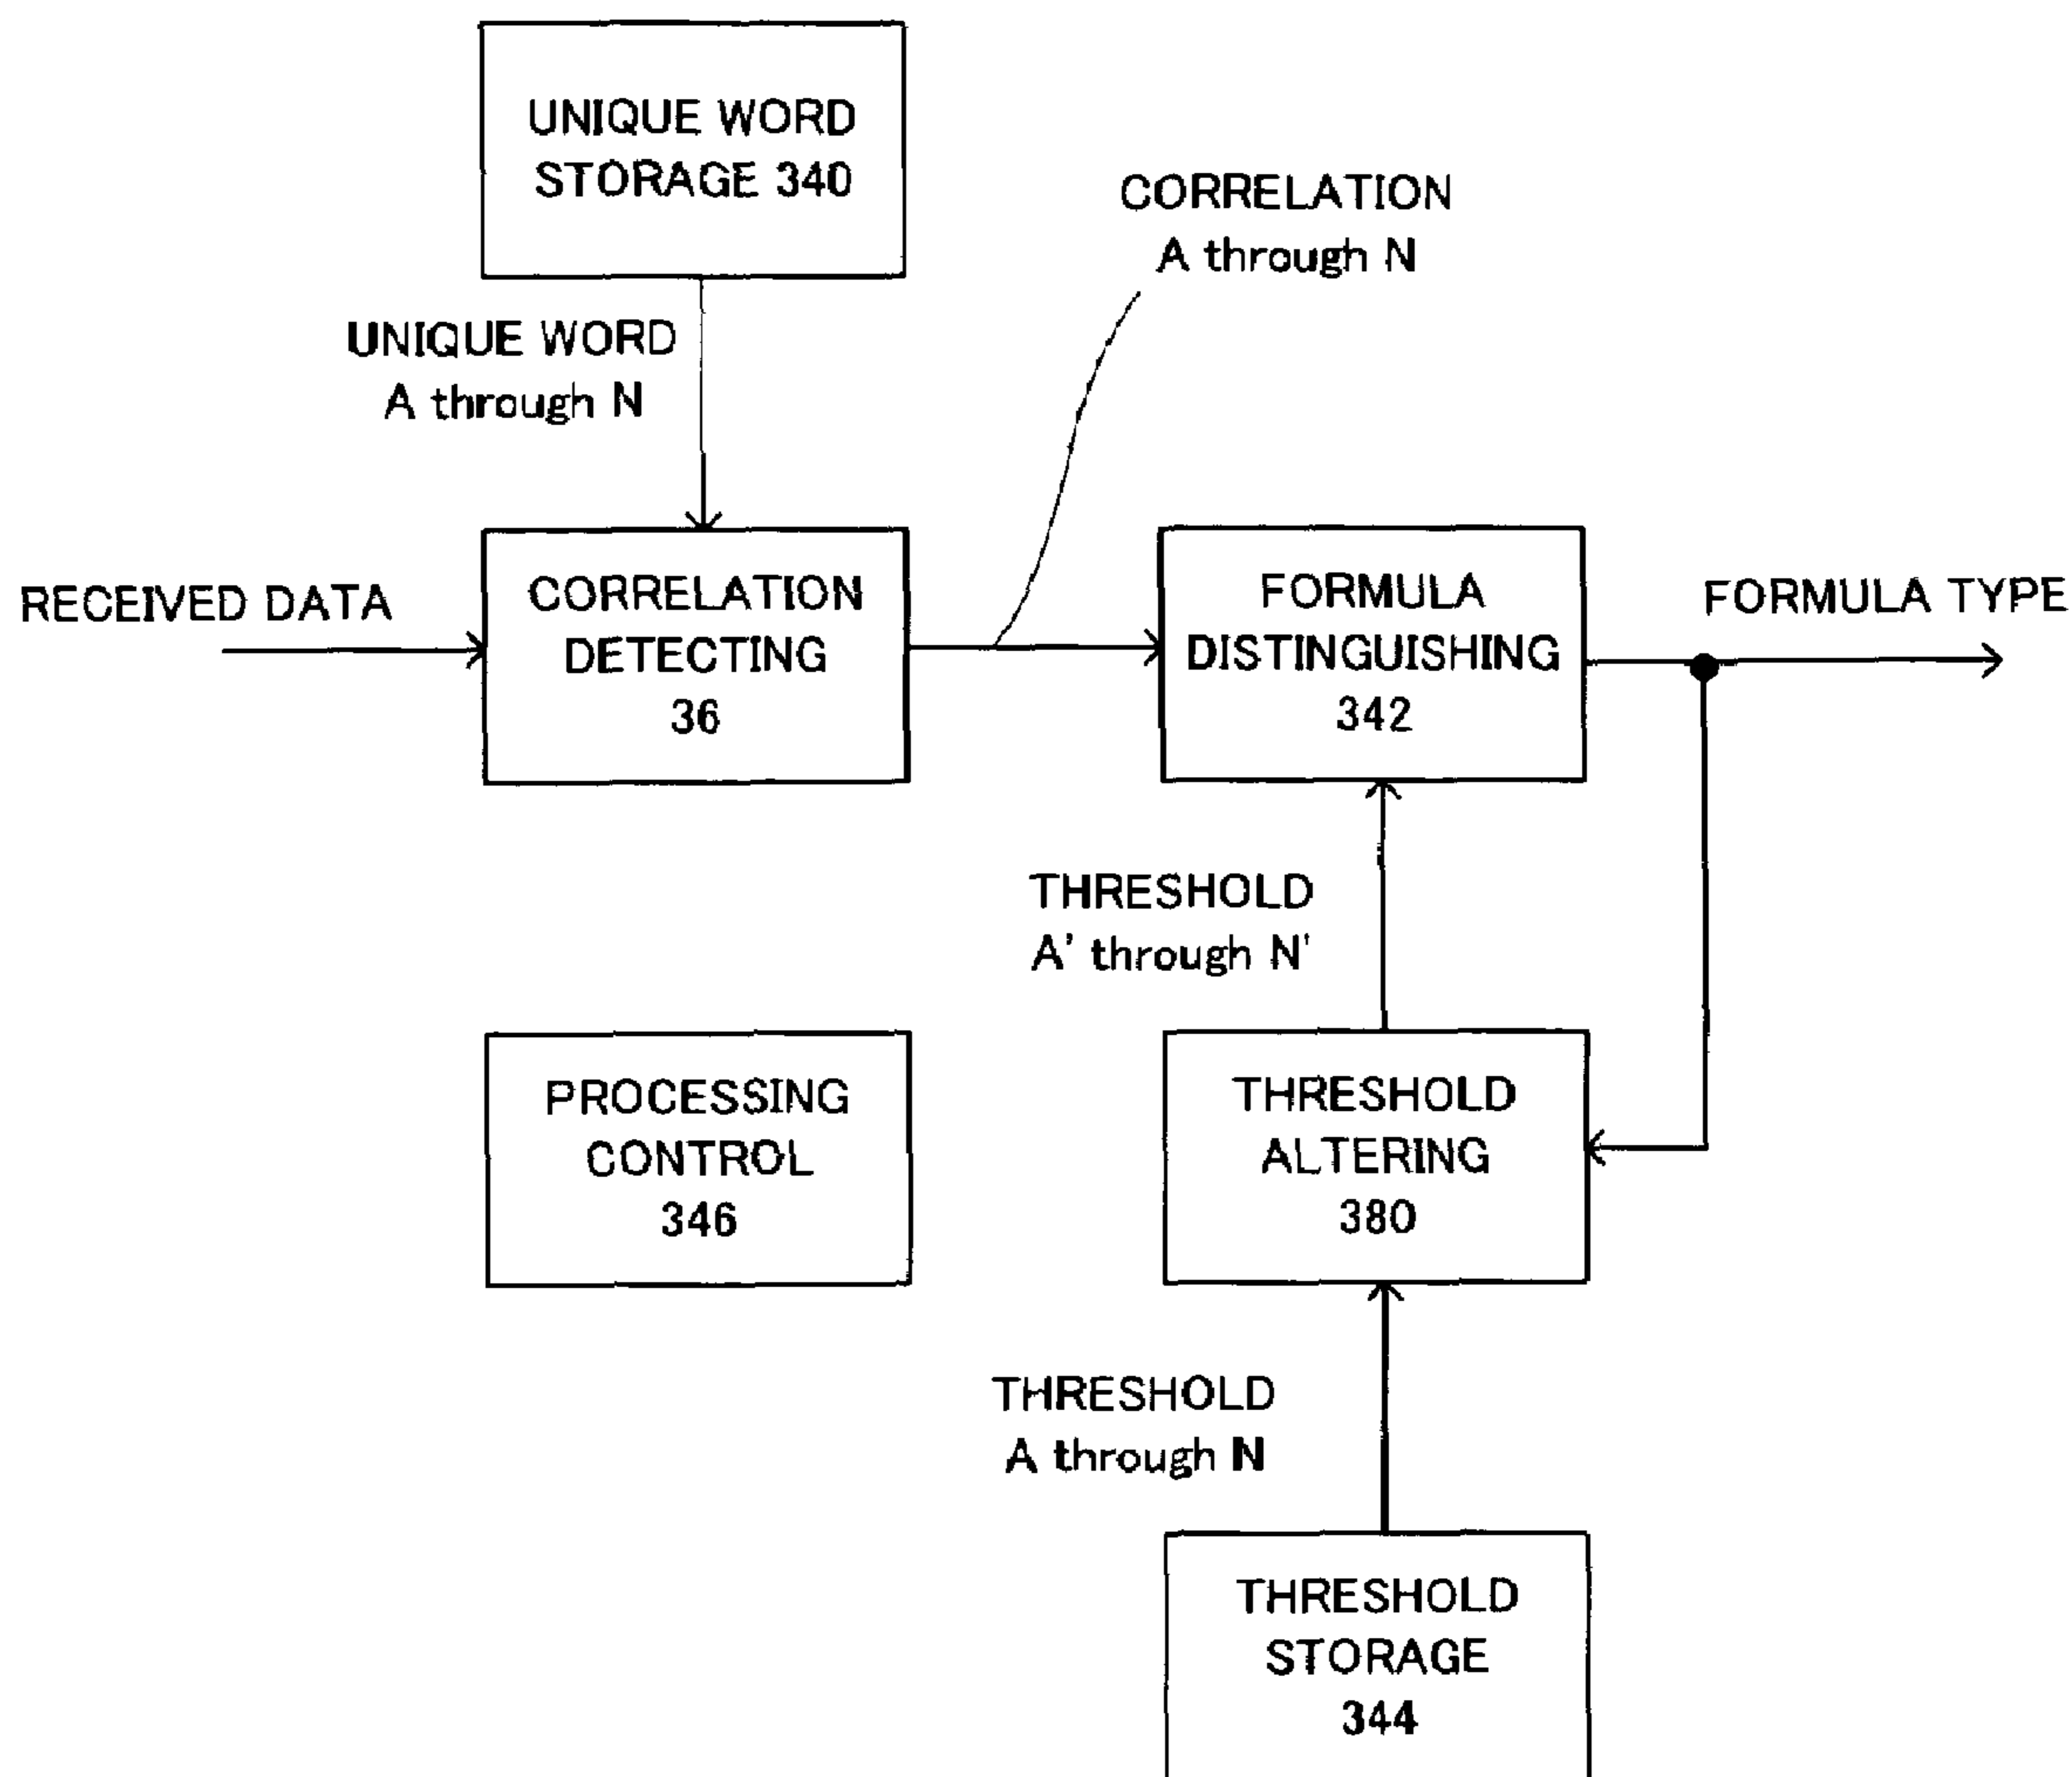 UNIQUE WORD
STORAGE 340
CORRELATION
A through N
UNIQUE WORD
A through N
RECEIVED DATA
CORRELATION
DETECTING
36
FORMULA
DISTINGUISHING
342
FORMULA TYPE
THRESHOLD
A' through N'
PROCESSING
CONTROL
346
THRESHOLD
ALTERING
380
THRESHOLD
A through N
THRESHOLD
STORAGE
344